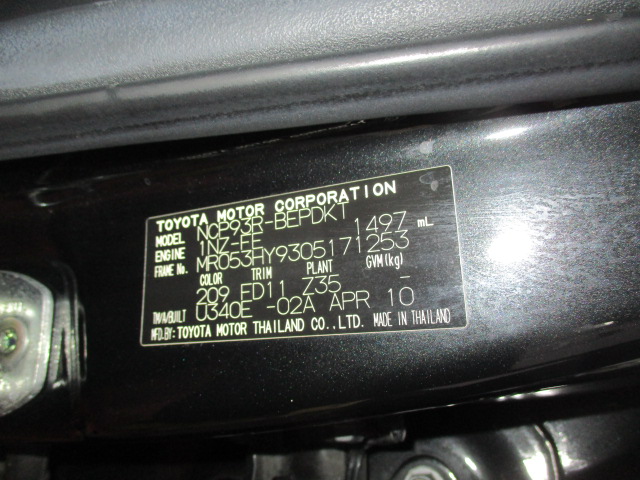 TOYOTA MOTOR CORPORATION
MODEL NCP93R-BEPDKT
ENGINE 1NZ-FE 1497 mL
FRAME No. MR053HY9305171253
COLOR TRIM PLANT GVM(kg)
209 FD11 Z35 -
TM/A/BUILT U340E -02A APR 10
MFD.BY:TOYOTA MOTOR THAILAND CO.,LTD. MADE IN THAILAND